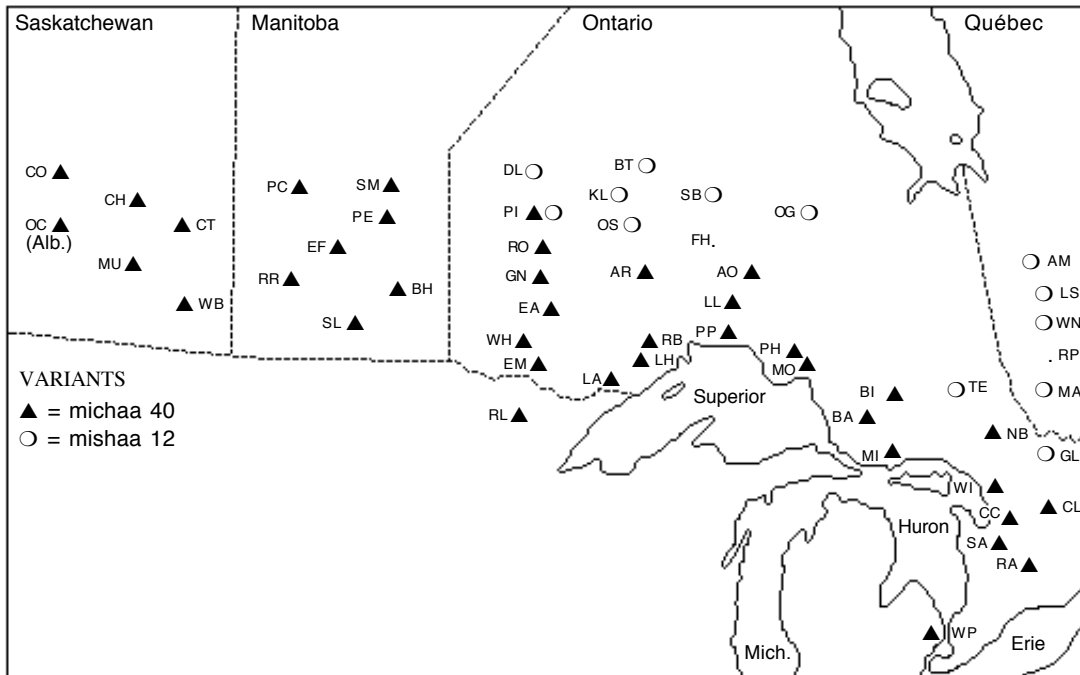 Saskatchewan Manitoba Ontario Québec
CO
CH
OC
(Alb.)
CT
MU
WB
PC
SM
PE
EF
RR
BH
SL
DL
BT
KL
SB
PI
OS
OG
RO
FH
GN
AR
AO
EA
LL
WH
RB
PP
EM
LH
PH
LA
MO
RL
AM
LS
WN
RP
MA
TE
BI
BA
NB
MI
GL
WI
CC
CL
SA
RA
WP
Superior
Huron
Mich.
Erie
VARIANTS
▲ = michaa 40
❍ = mishaa 12